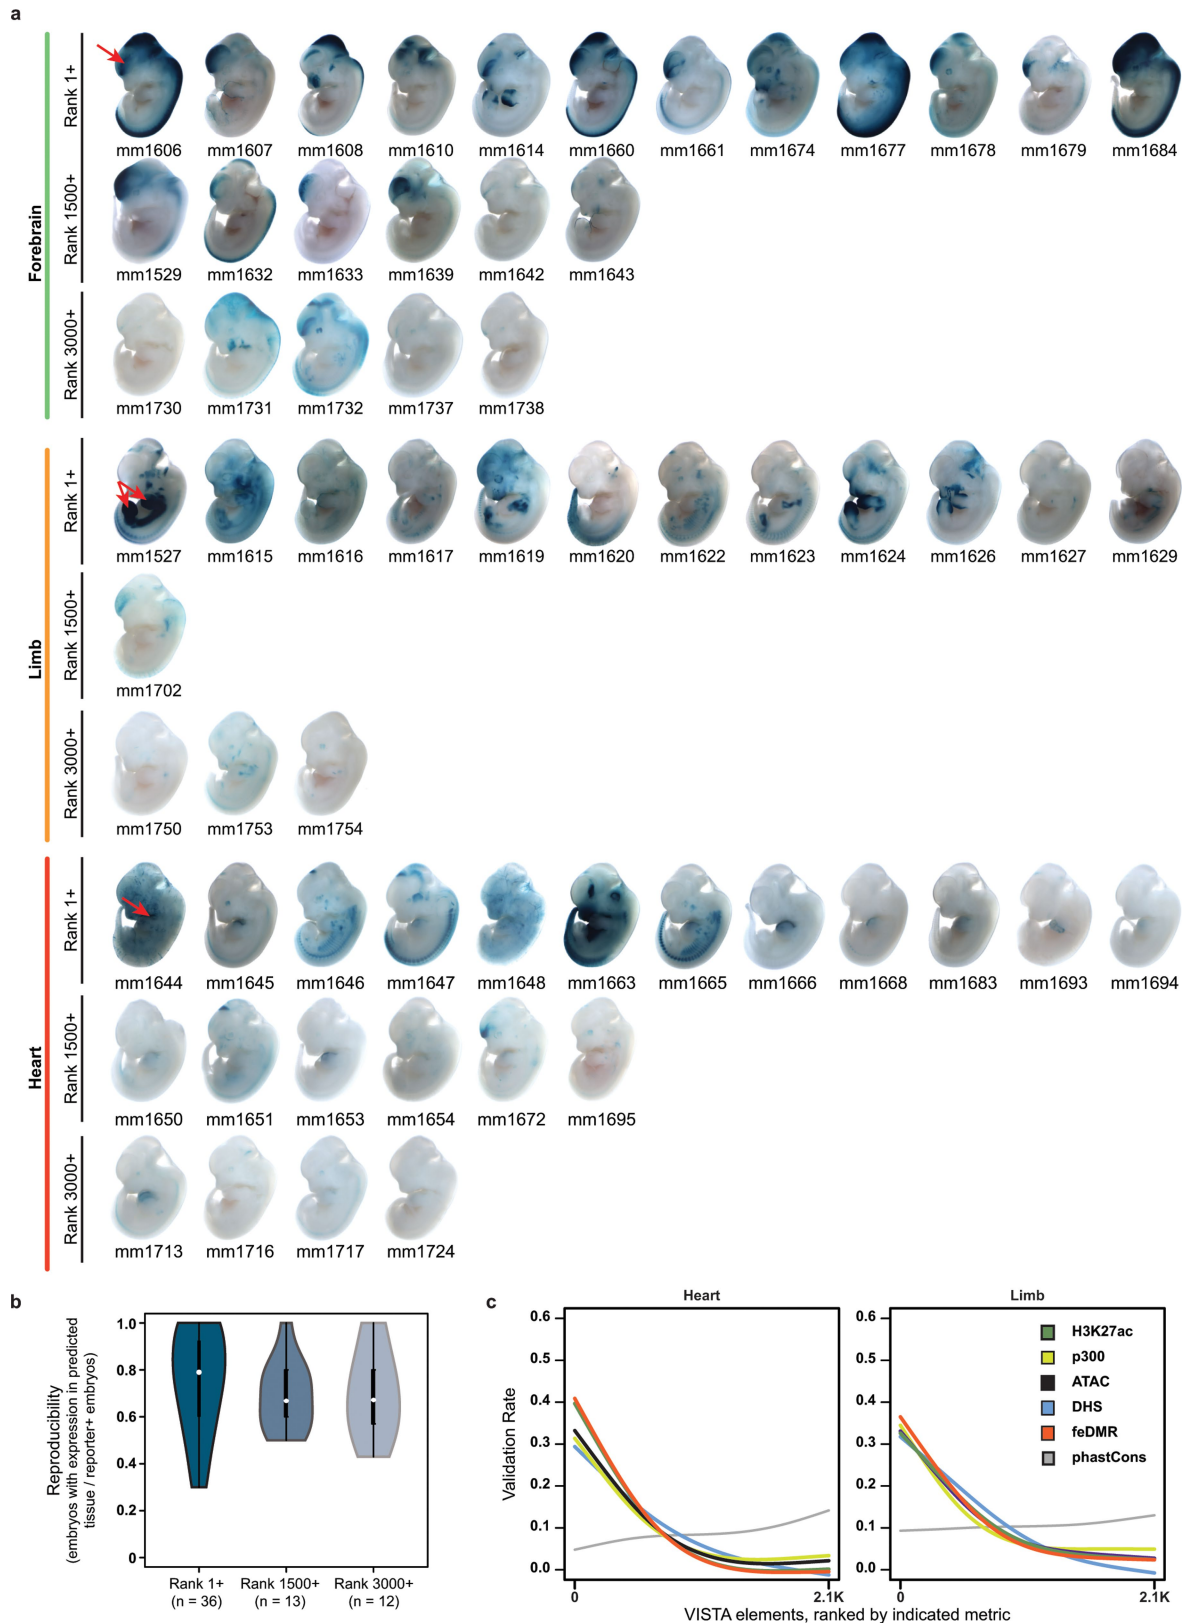 a
Forebrain
Rank 1+
mm1606 mm1607 mm1608 mm1610 mm1614 mm1660 mm1661 mm1674 mm1677 mm1678 mm1679 mm1684
Rank 1500+
mm1529 mm1632 mm1633 mm1639 mm1642 mm1643
Rank 3000+
mm1730 mm1731 mm1732 mm1737 mm1738
Limb
Rank 1+
mm1527 mm1615 mm1616 mm1617 mm1619 mm1620 mm1622 mm1623 mm1624 mm1626 mm1627 mm1629
Rank 1500+
mm1702
Rank 3000+
mm1750 mm1753 mm1754
Heart
Rank 1+
mm1644 mm1645 mm1646 mm1647 mm1648 mm1663 mm1665 mm1666 mm1668 mm1683 mm1693 mm1694
Rank 1500+
mm1650 mm1651 mm1653 mm1654 mm1672 mm1695
Rank 3000+
mm1713 mm1716 mm1717 mm1724
b
Reproducibility
(embryos with expression in predicted
tissue / reporter+ embryos)
1.0
0.8
0.6
0.4
0.2
0
Rank 1+ Rank 1500+ Rank 3000+
(n = 36) (n = 13) (n = 12)
c
Heart
Validation Rate
0.6
0.5
0.4
0.3
0.2
0.1
0.0
0 2.1K
Limb
0.6
0.5
0.4
0.3
0.2
0.1
0.0
H3K27ac
p300
ATAC
DHS
feDMR
phastCons
0 2.1K
VISTA elements, ranked by indicated metric